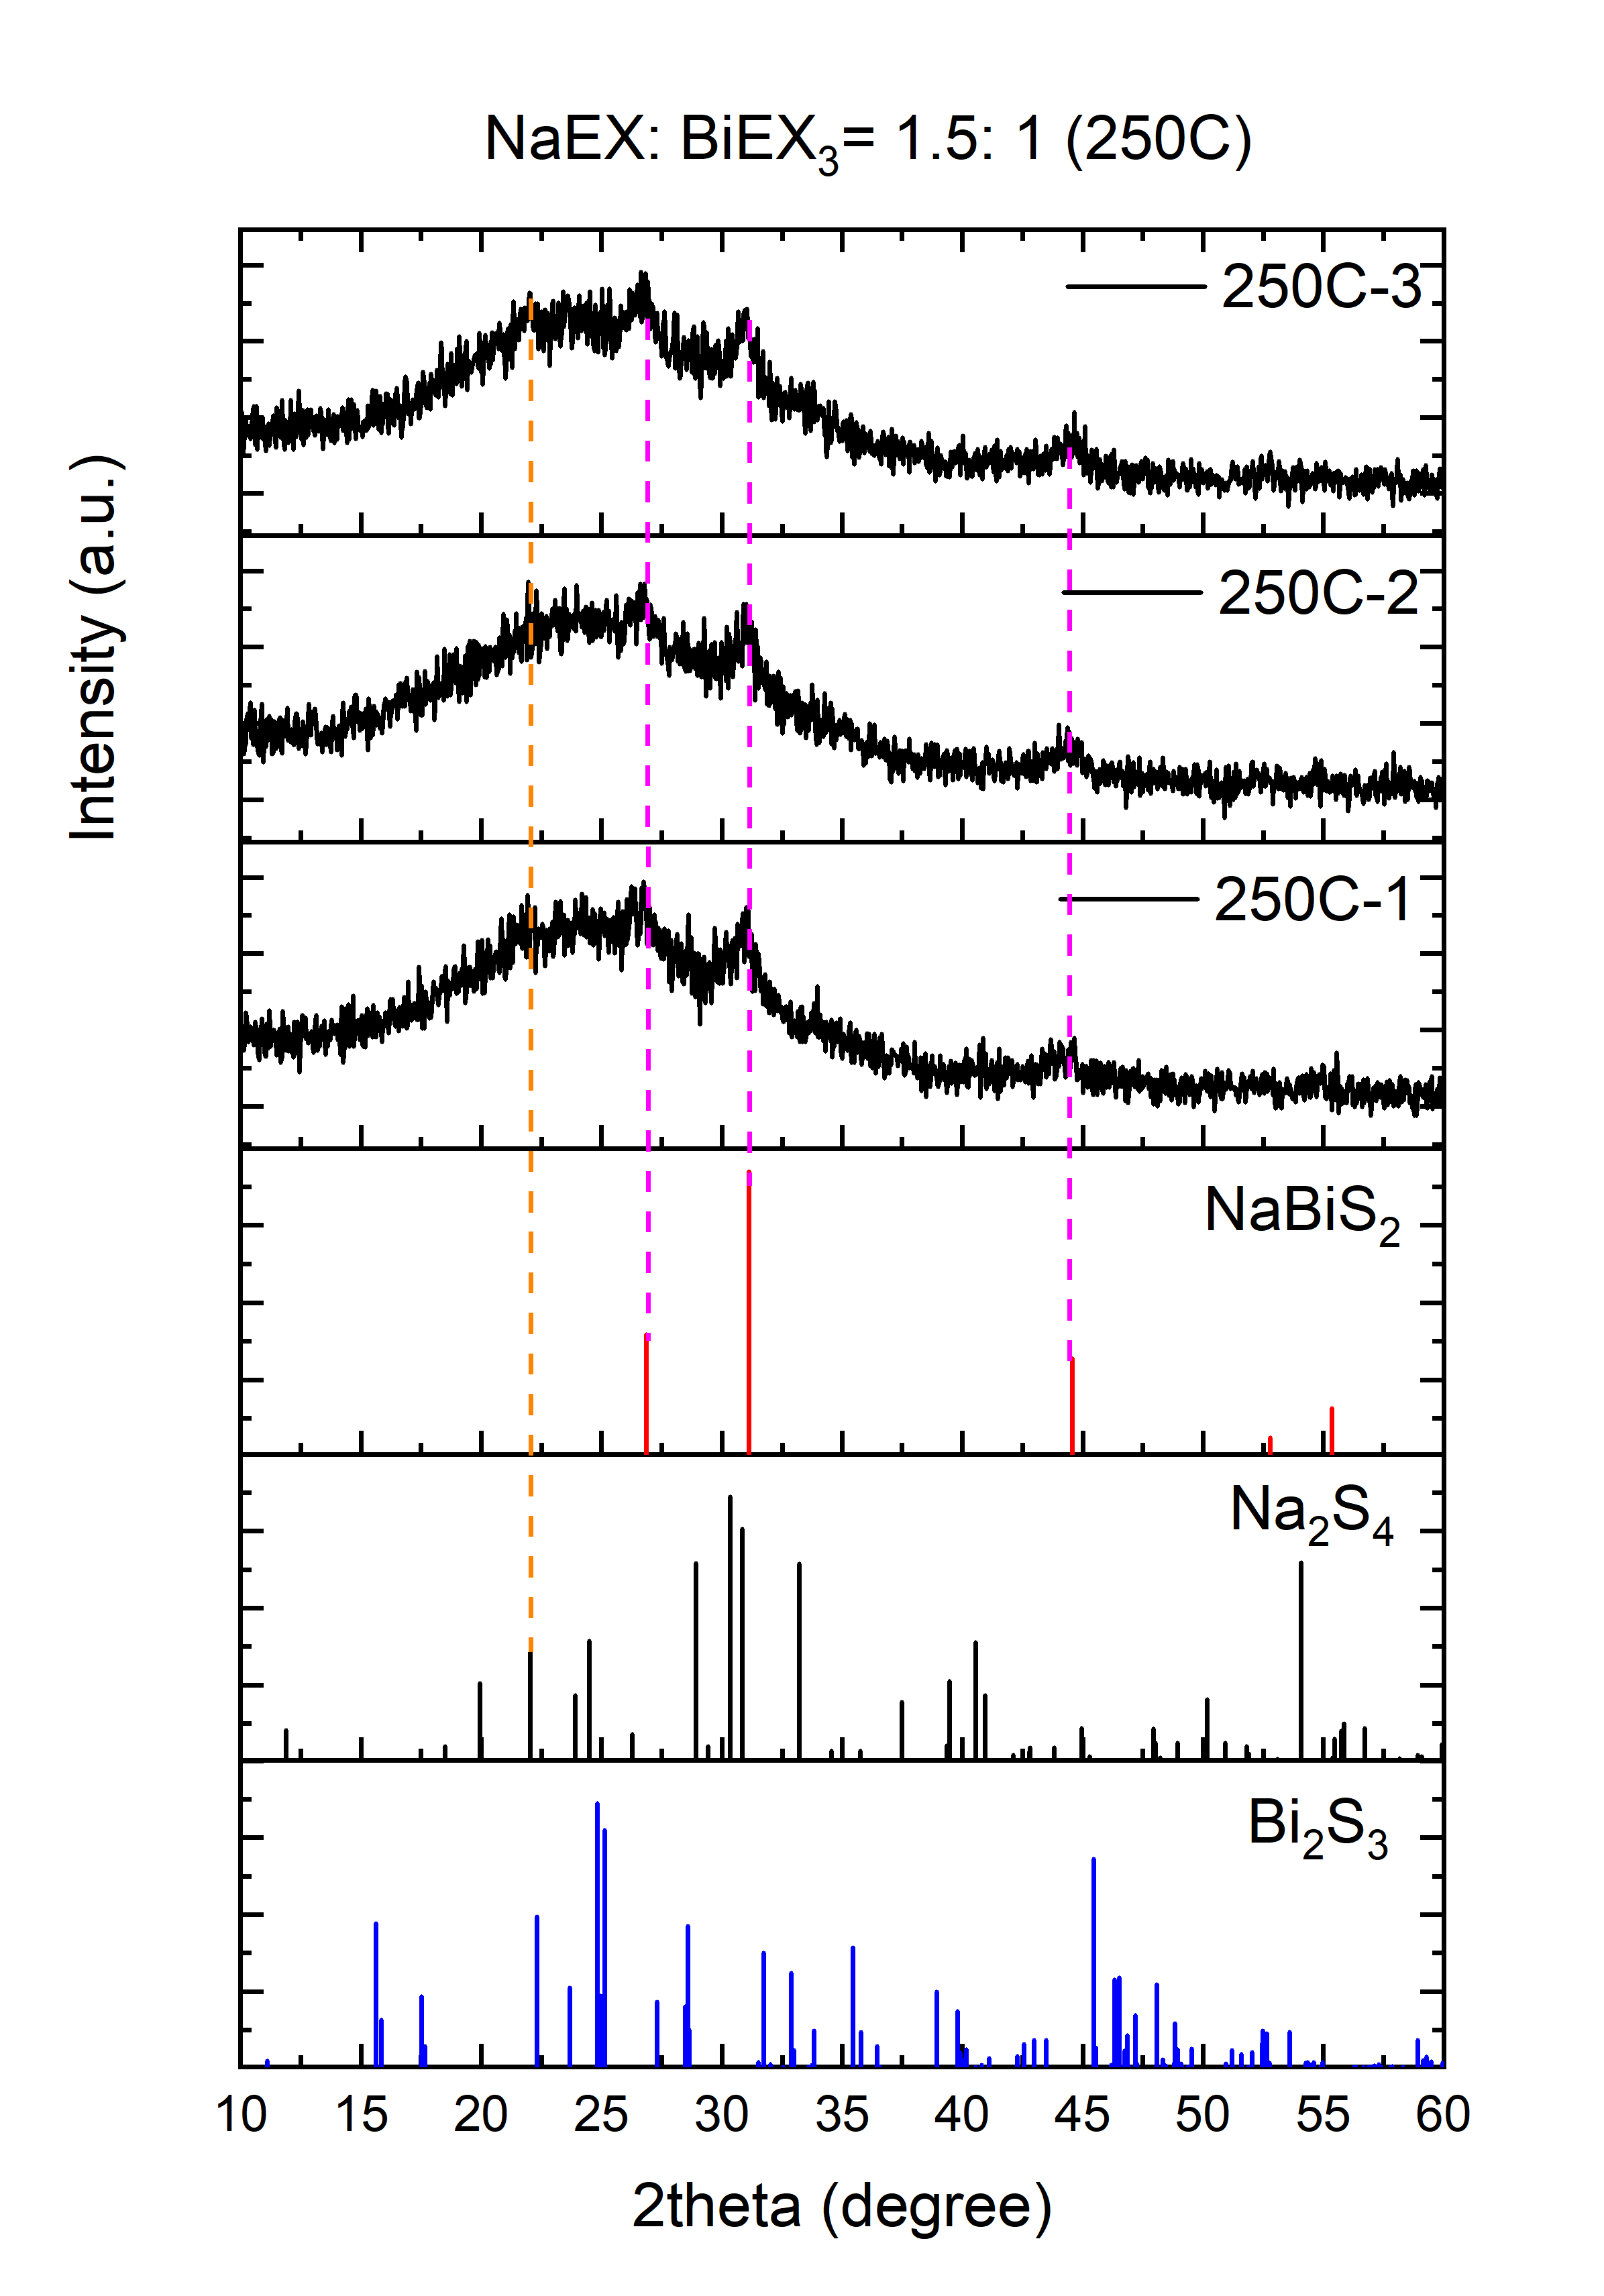 NaEX: BiEX₃= 1.5: 1 (250C)
250C-3
250C-2
250C-1
Intensity (a.u.)
NaBiS₂
Na₂S₄
Bi₂S₃
10 15 20 25 30 35 40 45 50 55 60
2theta (degree)